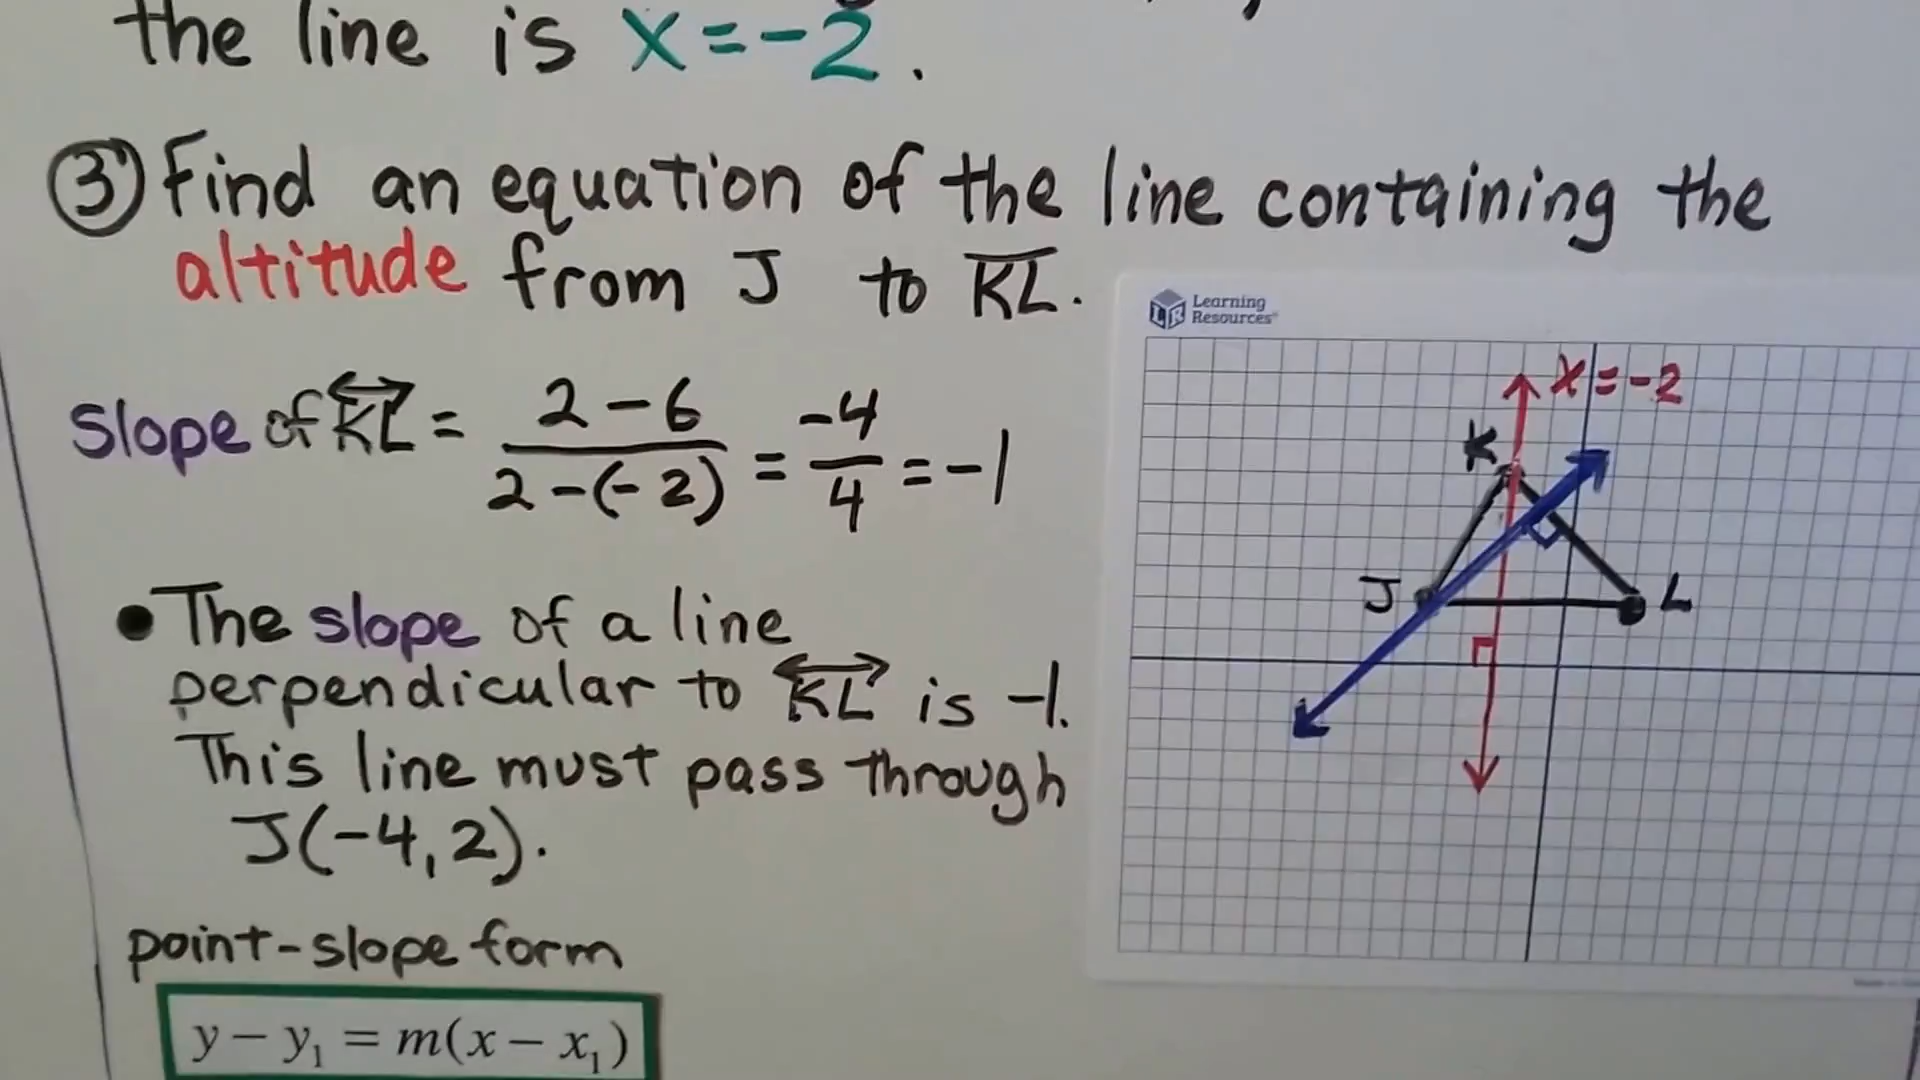 the line is x=-2.
③ Find an equation of the line containing the
altitude from J to K̅L̅.
Learning
Resources®
LR
Slope of K͟L↔ = 2-6 / 2-(-2) = -4/4 = -1
x=-2
K
J
L
• The slope of a line
perpendicular to KL↔ is -1.
This line must pass through
J(-4,2).
point-slope form
y − y₁ = m(x − x₁)